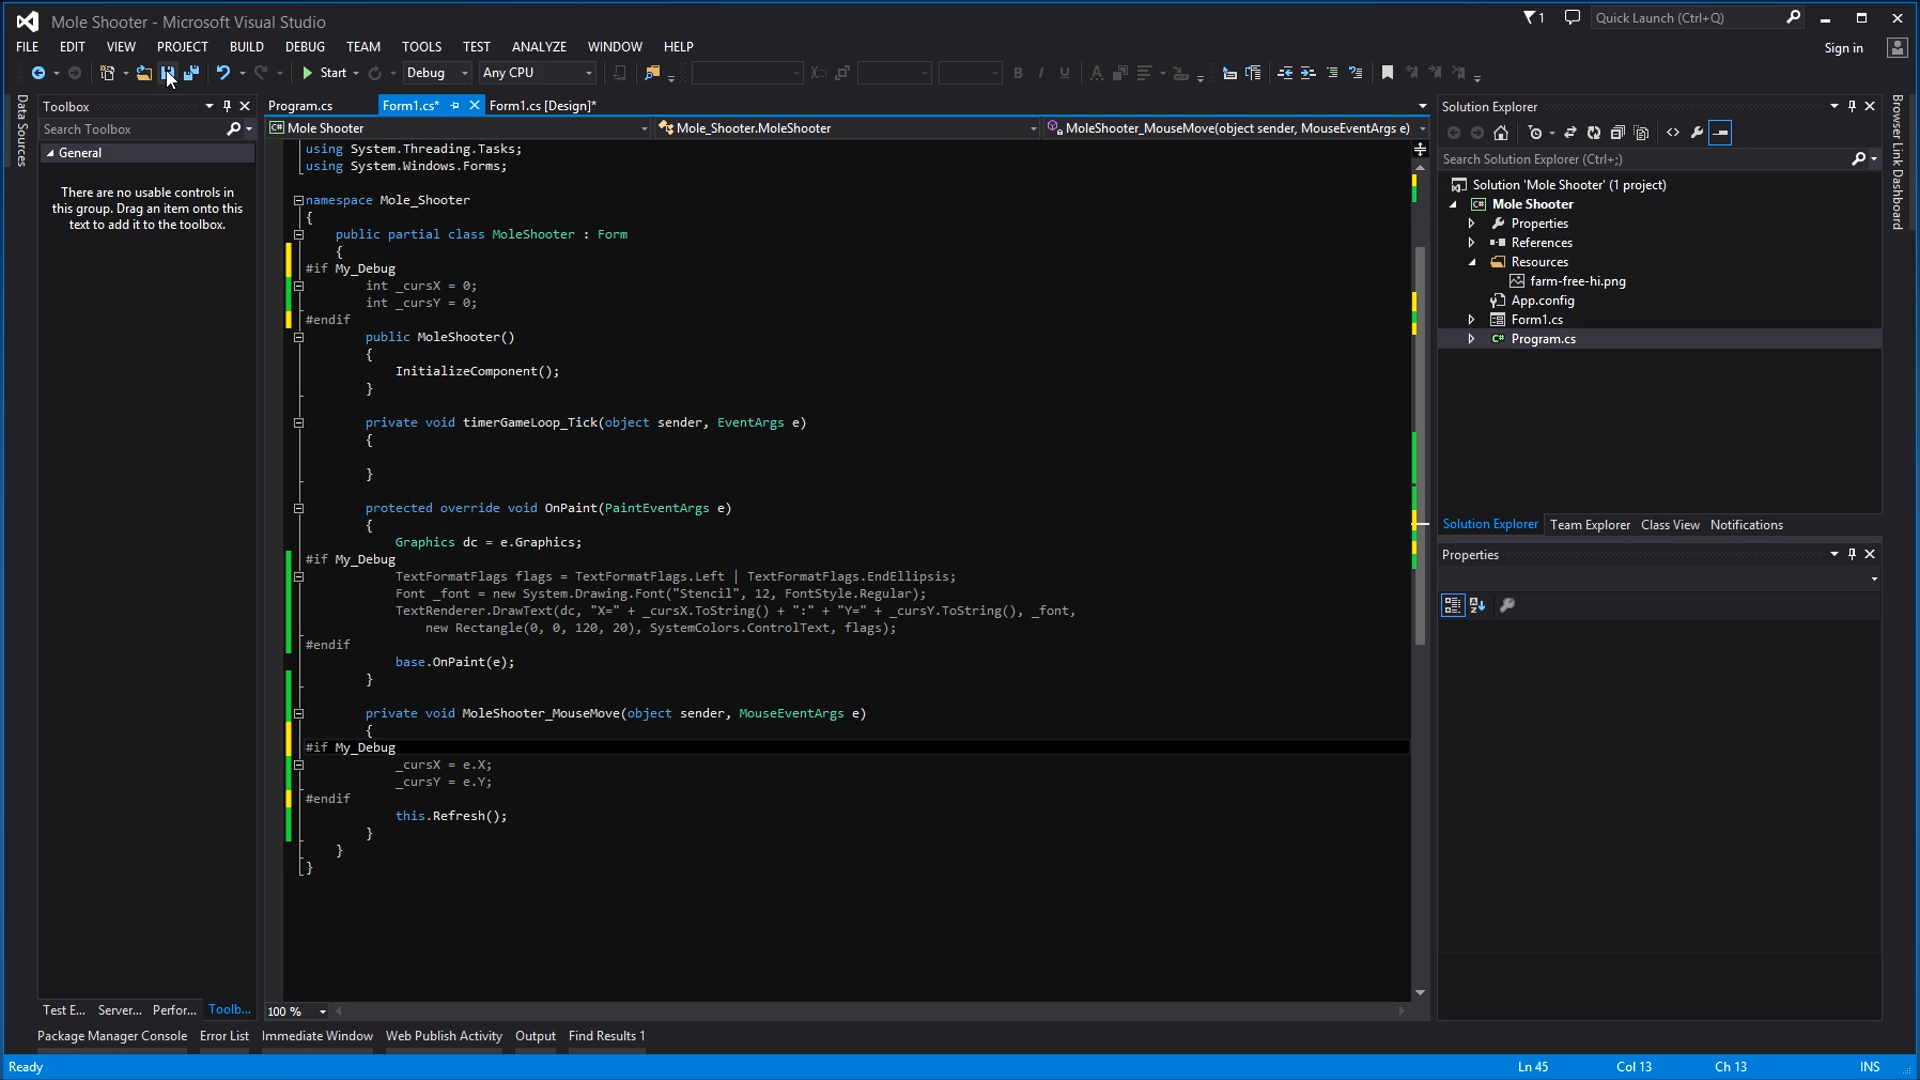 Mole Shooter - Microsoft Visual Studio
1
Quick Launch (Ctrl+Q)
FILE EDIT VIEW PROJECT BUILD DEBUG TEAM TOOLS TEST ANALYZE WINDOW HELP
Sign in
Start Debug Any CPU
B I U A
Data Sources
Toolbox
Search Toolbox
General
There are no usable controls in
this group. Drag an item onto this
text to add it to the toolbox.
Test E... Server... Perfor... Toolb...
Program.cs Form1.cs* Form1.cs [Design]*
C# Mole Shooter Mole_Shooter.MoleShooter MoleShooter_MouseMove(object sender, MouseEventArgs e)
using System.Threading.Tasks;
using System.Windows.Forms;
namespace Mole_Shooter
{
public partial class MoleShooter : Form
{
#if My_Debug
int _cursX = 0;
int _cursY = 0;
#endif
public MoleShooter()
{
InitializeComponent();
}
private void timerGameLoop_Tick(object sender, EventArgs e)
{
}
protected override void OnPaint(PaintEventArgs e)
{
Graphics dc = e.Graphics;
#if My_Debug
TextFormatFlags flags = TextFormatFlags.Left | TextFormatFlags.EndEllipsis;
Font _font = new System.Drawing.Font("Stencil", 12, FontStyle.Regular);
TextRenderer.DrawText(dc, "X=" + _cursX.ToString() + ":" + "Y=" + _cursY.ToString(), _font,
new Rectangle(0, 0, 120, 20), SystemColors.ControlText, flags);
#endif
base.OnPaint(e);
}
private void MoleShooter_MouseMove(object sender, MouseEventArgs e)
{
#if My_Debug
_cursX = e.X;
_cursY = e.Y;
#endif
this.Refresh();
}
}
}
100 %
Solution Explorer
Search Solution Explorer (Ctrl+;)
Solution 'Mole Shooter' (1 project)
C# Mole Shooter
Properties
References
Resources
farm-free-hi.png
App.config
Form1.cs
C# Program.cs
Solution Explorer Team Explorer Class View Notifications
Properties
Browser Link Dashboard
Package Manager Console Error List Immediate Window Web Publish Activity Output Find Results 1
Ready Ln 45 Col 13 Ch 13 INS